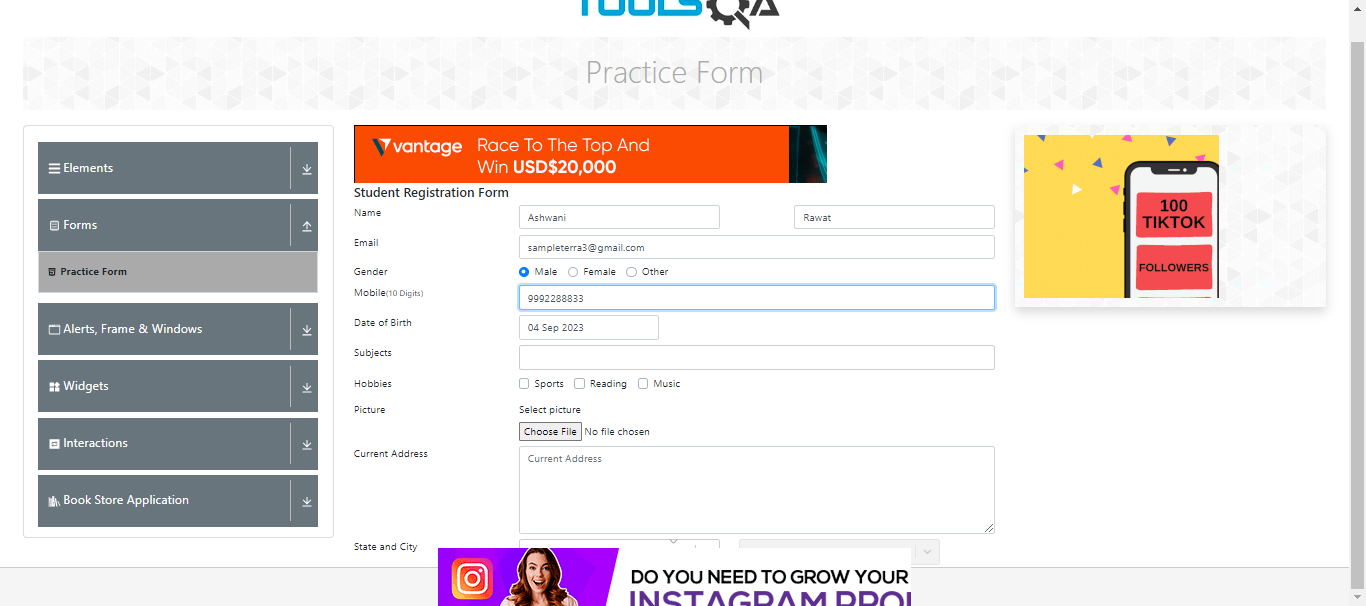 TOOLSQA
Practice Form
Elements
Forms
Practice Form
Alerts, Frame & Windows
Widgets
Interactions
Book Store Application
vantage
Race To The Top And
Win USD$20,000
Student Registration Form
Name
Ashwani
Rawat
Email
sampleterra3@gmail.com
Gender
Male
Female
Other
Mobile(10 Digits)
9992288833
Date of Birth
04 Sep 2023
Subjects
Hobbies
Sports
Reading
Music
Picture
Select picture
Choose File No file chosen
Current Address
Current Address
State and City
100
TIKTOK
FOLLOWERS
DO YOU NEED TO GROW YOUR
INSTAGRAM